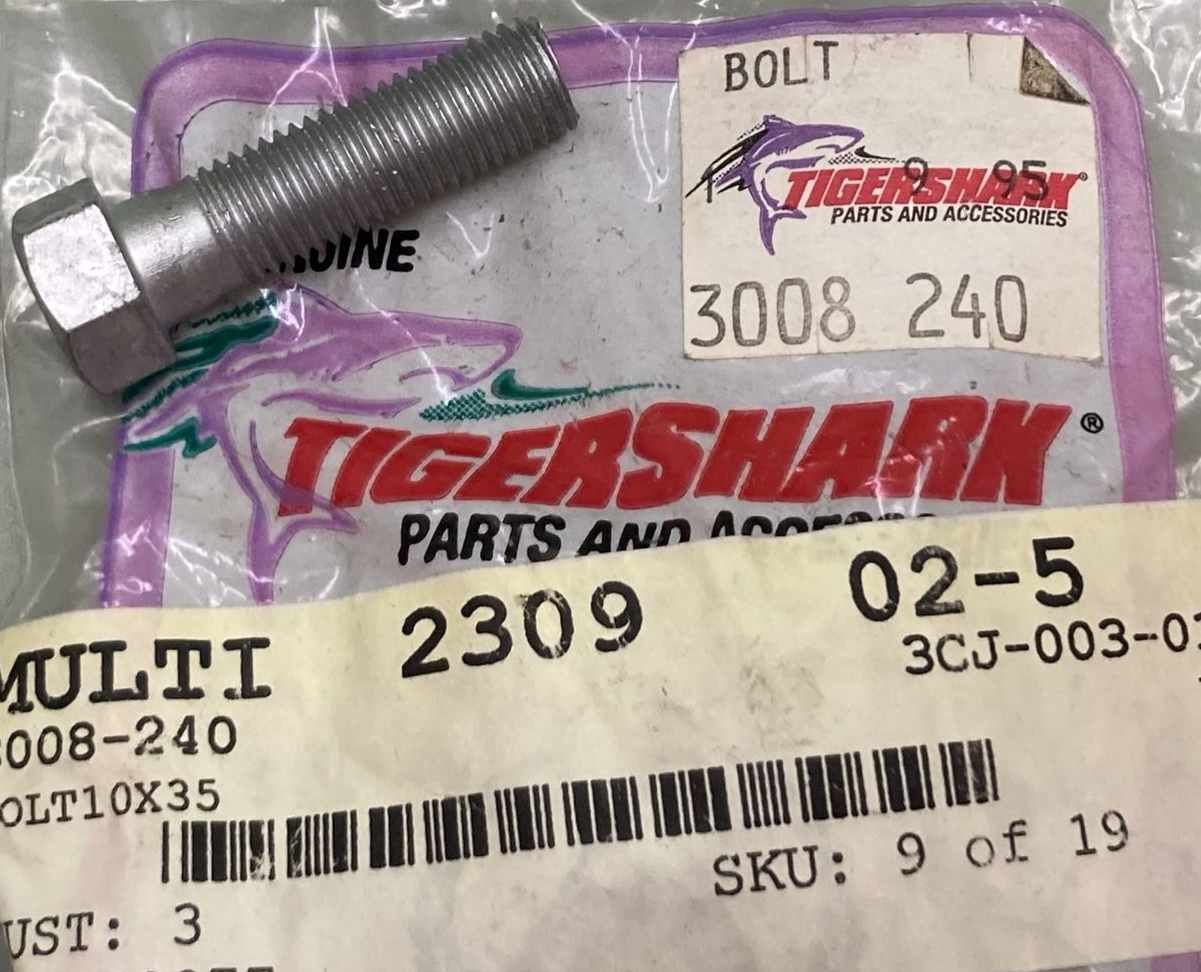 BOLT
1 9 95
TIGERSHARK®
PARTS AND ACCESSORIES
3008 240
TIGERSHARK®
PARTS AND
MULTI 2309 02-5
3CJ-003-0
008-240
OLT10X35
SKU: 9 of 19
UST: 3